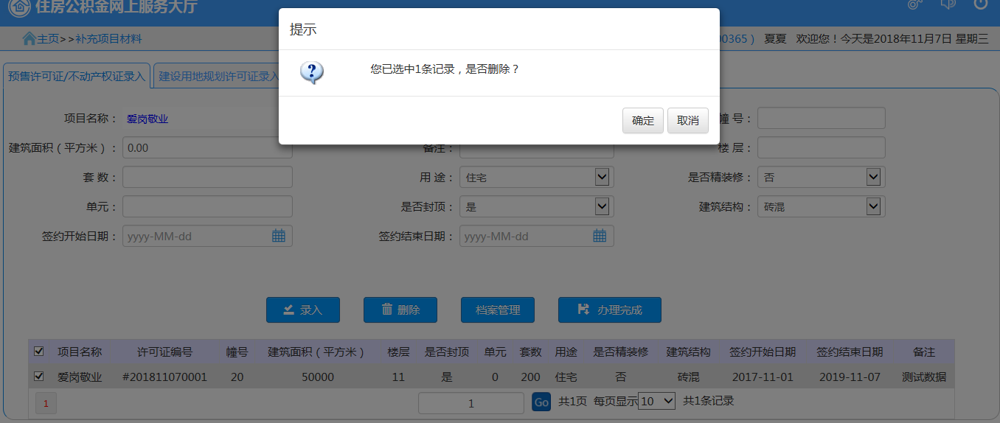 住房公积金网上服务大厅
主页>>补充项目材料
00365） 夏夏 欢迎您！今天是2018年11月7日 星期三
提示
您已选中1条记录，是否删除？
确定 取消
预售许可证/不动产权证录入 建设用地规划许可证录入
项目名称： 爱岗敬业 幢 号：
建筑面积（平方米）： 0.00 备注： 楼 层：
套 数： 用 途： 住宅 是否精装修： 否
单元： 是否封顶： 是 建筑结构： 砖混
签约开始日期： yyyy-MM-dd 签约结束日期： yyyy-MM-dd
录入 删除 档案管理 办理完成
项目名称 许可证编号 幢号 建筑面积（平方米） 楼层 是否封顶 单元 套数 用途 是否精装修 建筑结构 签约开始日期 签约结束日期 备注
爱岗敬业 #201811070001 20 50000 11 是 0 200 住宅 否 砖混 2017-11-01 2019-11-07 测试数据
1 1 Go 共1页 每页显示 10 共1条记录